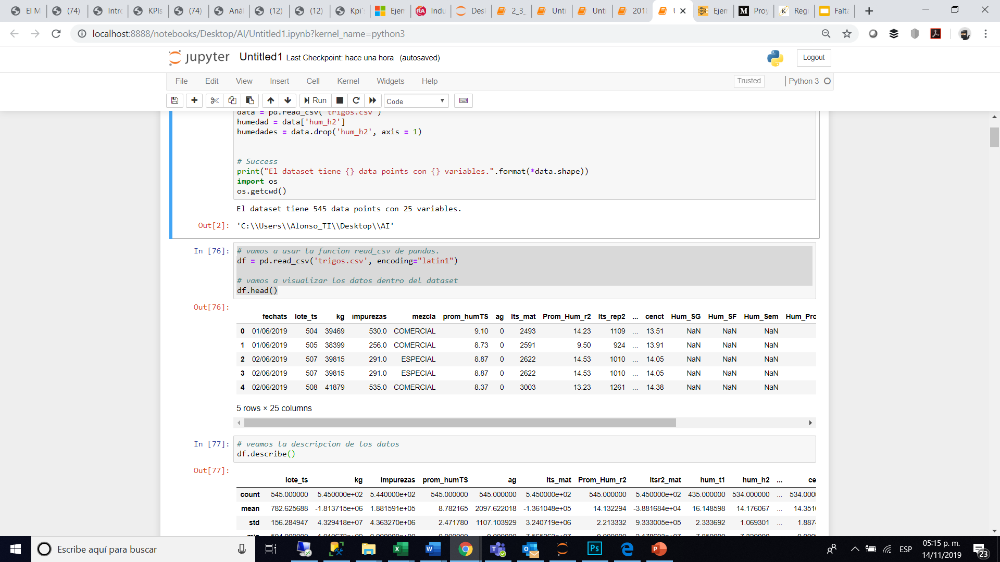 El M (74) Intro KPIs (74) Aná (12) (12) Kpi´ Ejem Indu Des 2_3_ Unti Unti 2018 Ejem Proy Regr Falta
localhost:8888/notebooks/Desktop/AI/Untitled1.ipynb?kernel_name=python3
jupyter Untitled1 Last Checkpoint: hace una hora (autosaved) Logout
File Edit View Insert Cell Kernel Widgets Help Trusted Python 3
Run Code
data = pd.read_csv('trigos.csv')
humedad = data['hum_h2']
humedades = data.drop('hum_h2', axis = 1)
# Success
print("El dataset tiene {} data points con {} variables.".format(*data.shape))
import os
os.getcwd()
El dataset tiene 545 data points con 25 variables.
Out[2]: 'C:\\Users\\Alonso_TI\\Desktop\\AI'
In [76]: # vamos a usar la funcion read_csv de pandas.
df = pd.read_csv('trigos.csv', encoding="latin1")
# vamos a visualizar los datos dentro del dataset
df.head()
Out[76]:
fechats lote_ts kg impurezas mezcla prom_humTS ag lts_mat Prom_Hum_r2 lts_rep2 ... cenct Hum_SG Hum_SF Hum_Sem Hum_Pro
0 01/06/2019 504 39469 530.0 COMERCIAL 9.10 0 2493 14.23 1109 ... 13.51 NaN NaN NaN
1 01/06/2019 505 38399 256.0 COMERCIAL 8.73 0 2591 9.50 924 ... 13.91 NaN NaN NaN
2 02/06/2019 507 39815 291.0 ESPECIAL 8.87 0 2622 14.53 1010 ... 14.05 NaN NaN NaN
3 02/06/2019 507 39815 291.0 ESPECIAL 8.87 0 2622 14.53 1010 ... 14.05 NaN NaN NaN
4 02/06/2019 508 41879 535.0 COMERCIAL 8.37 0 3003 13.23 1261 ... 14.38 NaN NaN NaN
5 rows × 25 columns
In [77]: # veamos la descripcion de los datos
df.describe()
Out[77]:
lote_ts kg impurezas prom_humTS ag lts_mat Prom_Hum_r2 ltsr2_mat hum_t1 hum_h2 ... ce
count 545.000000 5.450000e+02 5.440000e+02 545.000000 545.000000 5.450000e+02 545.000000 5.450000e+02 435.000000 534.000000 ... 534.000
mean 782.625688 -1.813715e+06 1.881591e+05 8.782165 2097.622018 -1.361048e+05 14.132294 -3.881684e+04 16.148598 14.176067 ... 14.351
std 156.284947 4.329418e+07 4.363270e+06 2.471780 1107.103929 3.240719e+06 2.213332 9.333005e+05 2.333692 1.069301 ... 1.887
Escribe aquí para buscar
ESP
05:15 p. m.
14/11/2019
23